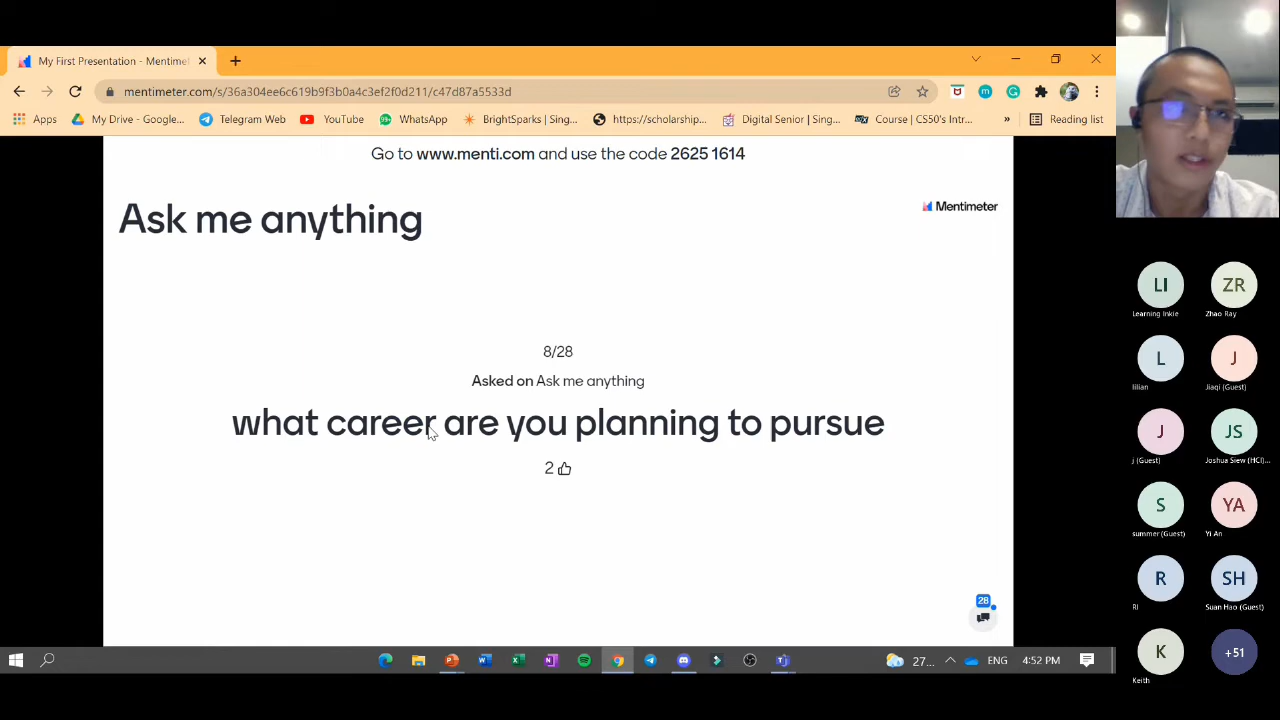 My First Presentation - Mentime
mentimeter.com/s/36a304ee6c619b9f3b0a4c3ef2f0d211/c47d87a5533d
Apps My Drive - Google... Telegram Web YouTube WhatsApp BrightSparks | Sing... https://scholarship... Digital Senior | Sing... Course | CS50's Intr... » Reading list
Go to www.menti.com and use the code 2625 1614
Ask me anything
Mentimeter
8/28
Asked on Ask me anything
what career are you planning to pursue
2
28
27... ENG 4:52 PM
LI ZR
Learning Inkie Zhao Ray
L J
lilian Jiaqi (Guest)
J JS
j (Guest) Joshua Siew (HCI)...
S YA
summer (Guest) Yi An
R SH
RI Suan Hao (Guest)
K +51
Keith